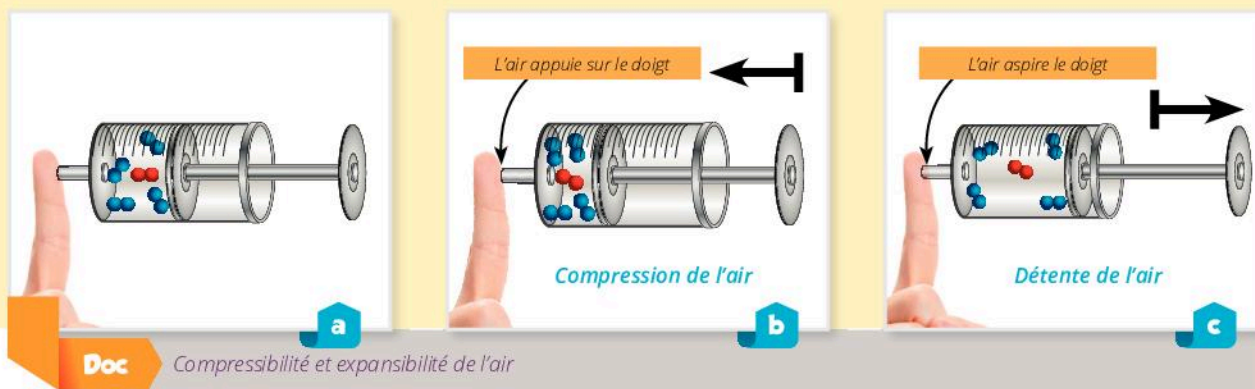 L'air appuie sur le doigt
L'air aspire le doigt
Compression de l'air
Détente de l'air
a
b
c
Doc
Compressibilité et expansibilité de l'air